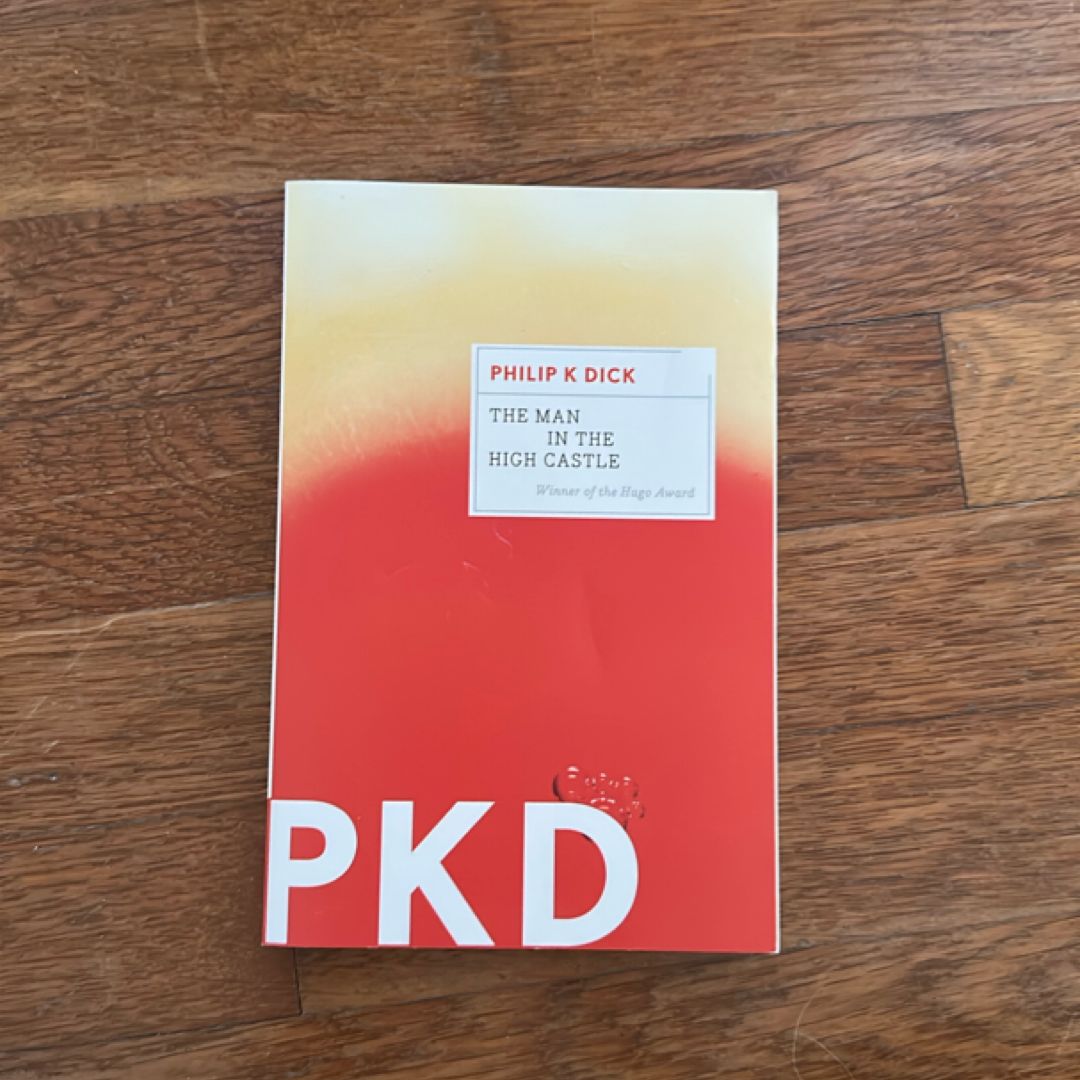 PHILIP K DICK
THE MAN
IN THE
HIGH CASTLE
Winner of the Hugo Award
PKD